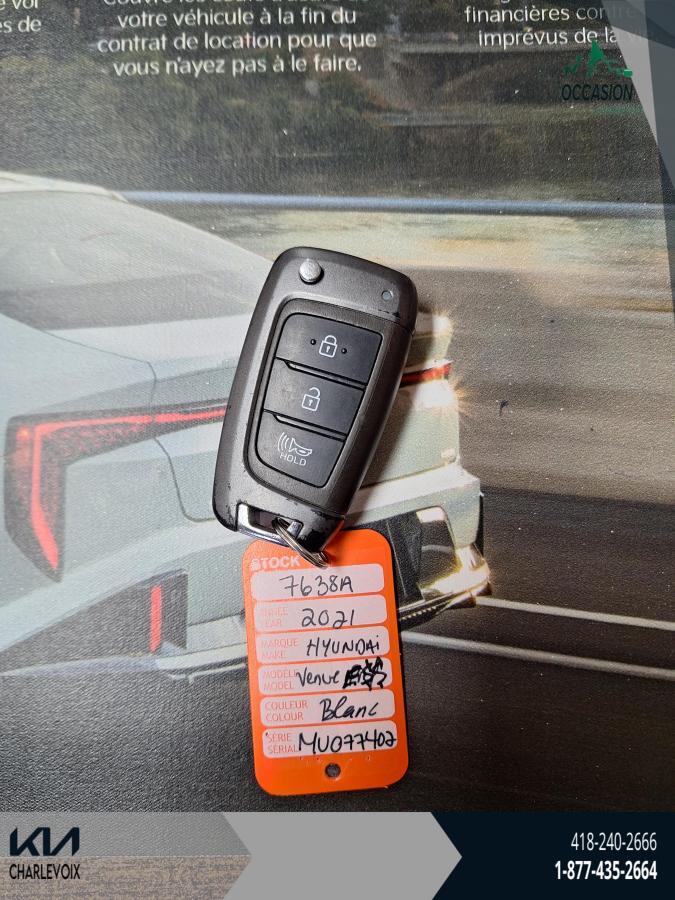 votre véhicule à la fin du
contrat de location pour que
vous n'ayez pas à le faire.
financières contre
imprévus de la vie
OCCASION
HOLD
STOCK
7638A
ANNÉE
YEAR
2021
MARQUE
MAKE
HYUNDAi
MODÈLE
MODEL
Venue
COULEUR
COLOUR
Blanc
SÉRIE
SERIAL
MU077402
KIA
CHARLEVOIX
418-240-2666
1-877-435-2664